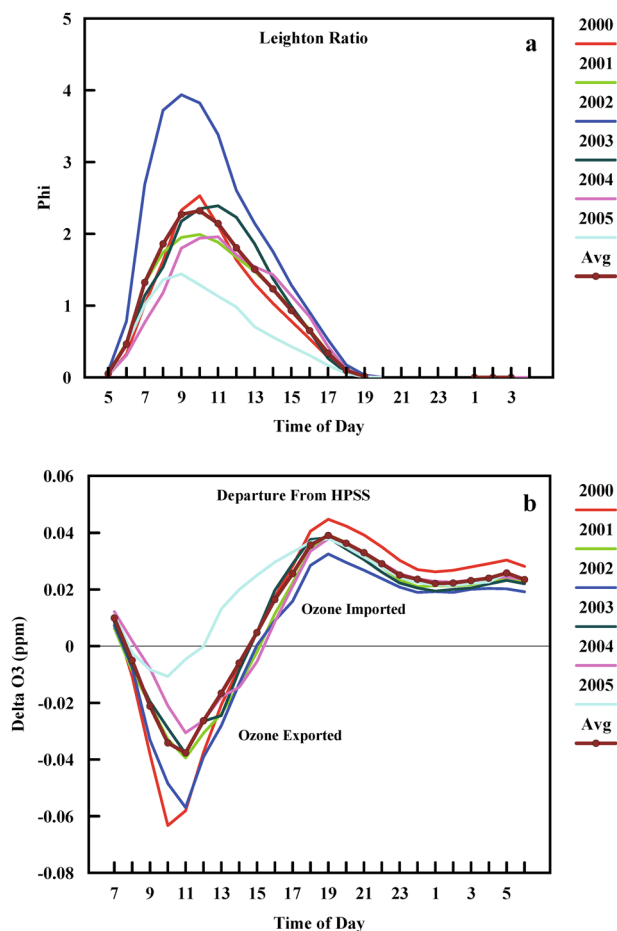 Leighton Ratio
a
5
4
3
2
1
0
Phi
5 7 9 11 13 15 17 19 21 23 1 3
Time of Day
2000
2001
2002
2003
2004
2005
Avg
Departure From HPSS
b
0.06
0.04
0.02
0
-0.02
-0.04
-0.06
-0.08
Delta O3 (ppm)
Ozone Imported
Ozone Exported
7 9 11 13 15 17 19 21 23 1 3 5
Time of Day
2000
2001
2002
2003
2004
2005
Avg